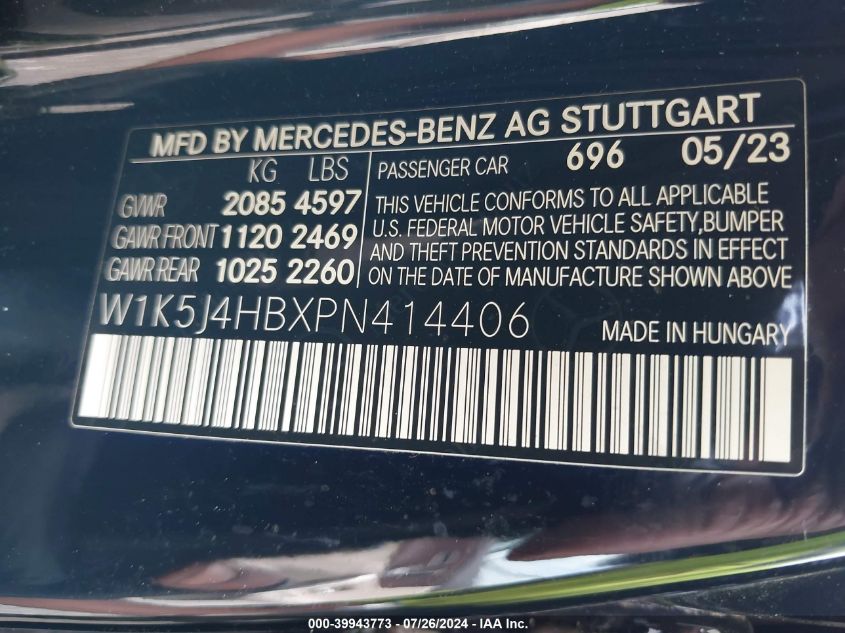 MFD BY MERCEDES-BENZ AG STUTTGART
KG LBS
GVWR 2085 4597
GAWR FRONT 1120 2469
GAWR REAR 1025 2260
PASSENGER CAR 696 05/23
THIS VEHICLE CONFORMS TO ALL APPLICABLE
U.S. FEDERAL MOTOR VEHICLE SAFETY,BUMPER
AND THEFT PREVENTION STANDARDS IN EFFECT
ON THE DATE OF MANUFACTURE SHOWN ABOVE
W1K5J4HBXPN414406
MADE IN HUNGARY
000-39943773 - 07/26/2024 - IAA Inc.